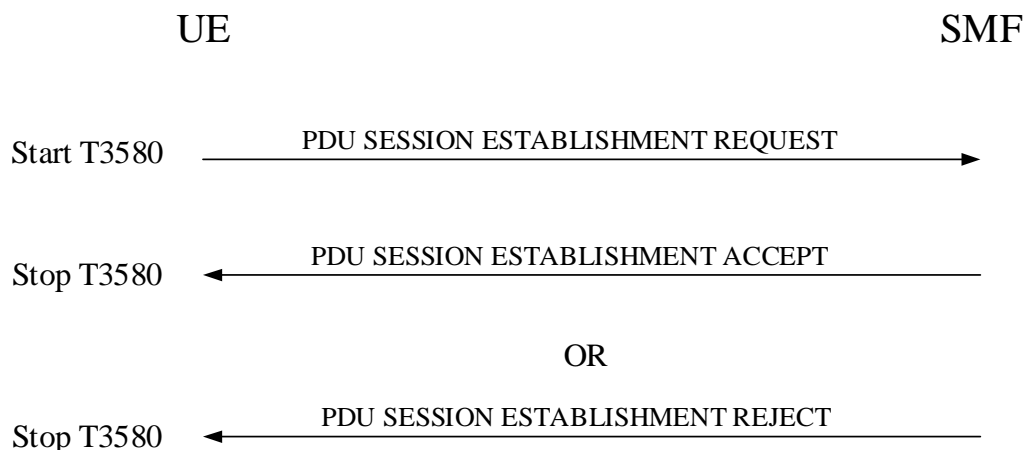 UE SMF
Start T3580 PDU SESSION ESTABLISHMENT REQUEST
Stop T3580 PDU SESSION ESTABLISHMENT ACCEPT
OR
Stop T3580 PDU SESSION ESTABLISHMENT REJECT